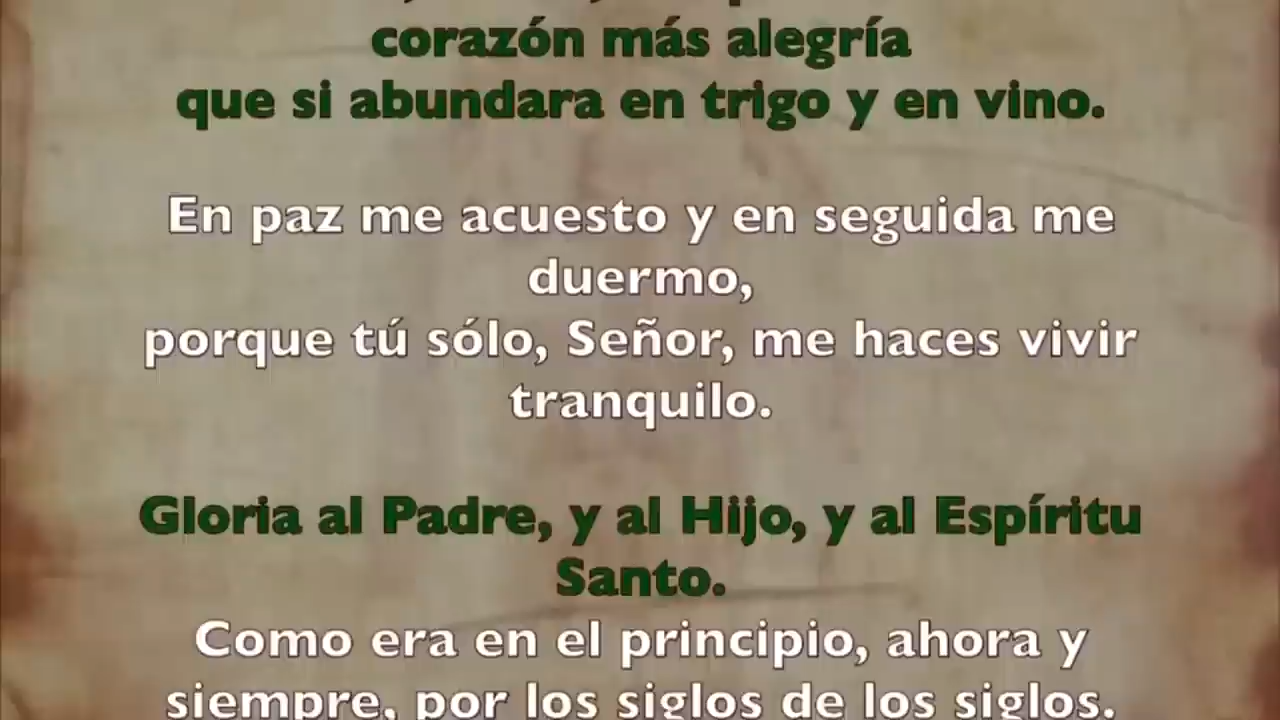 corazón más alegría
que si abundara en trigo y en vino.
En paz me acuesto y en seguida me
duermo,
porque tú sólo, Señor, me haces vivir
tranquilo.
Gloria al Padre, y al Hijo, y al Espíritu
Santo.
Como era en el principio, ahora y
siempre, por los siglos de los siglos.